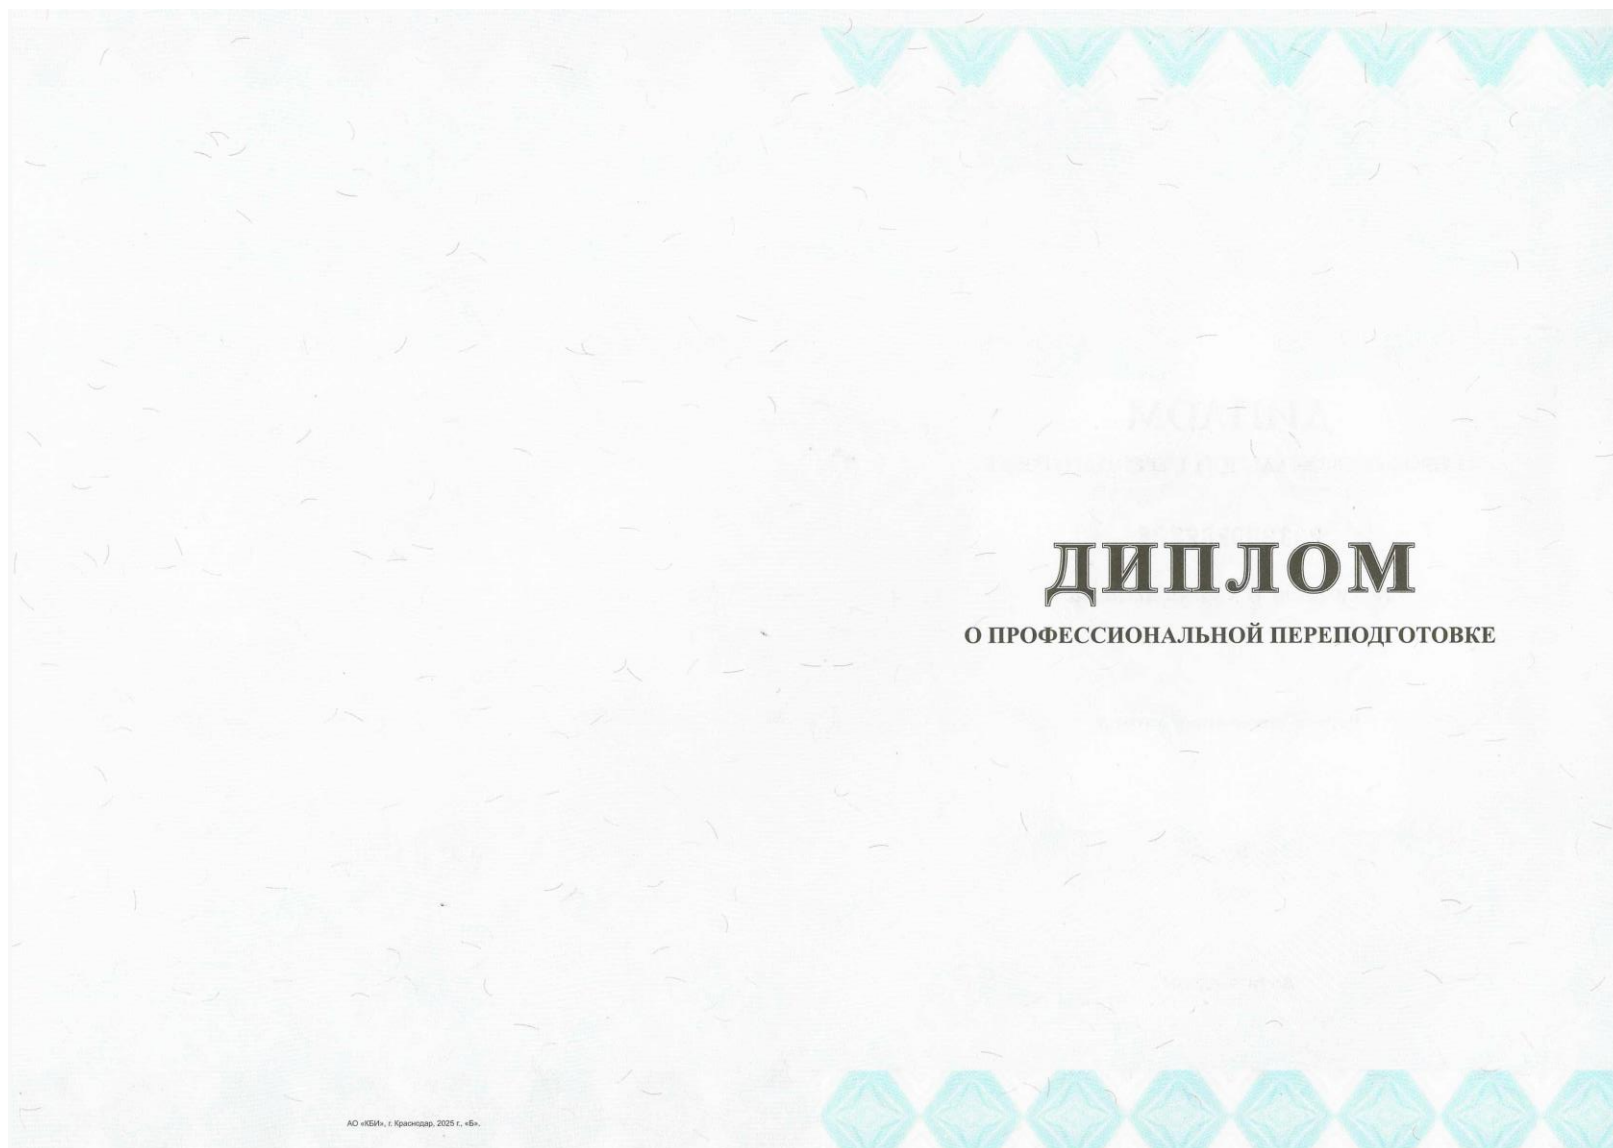 ДИПЛОМ
О ПРОФЕССИОНАЛЬНОЙ ПЕРЕПОДГОТОВКЕ
АО «КБИ», г. Краснодар, 2025 г., «Б».